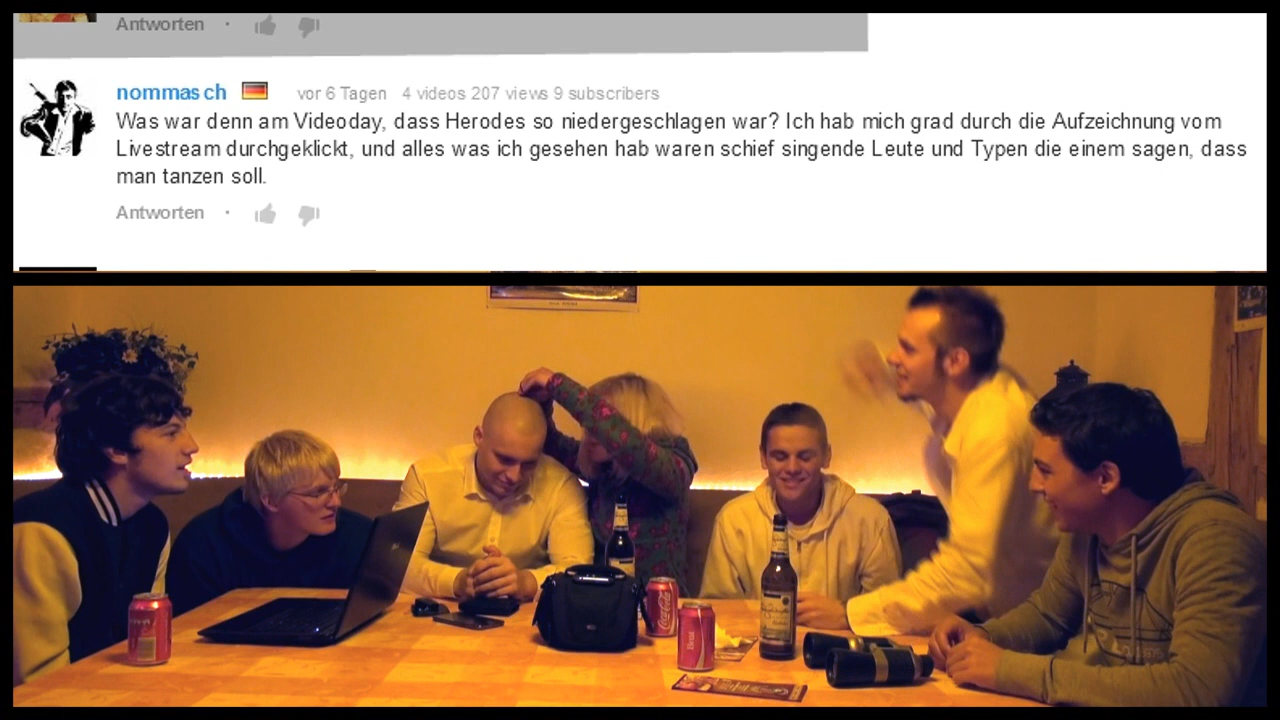 Antworten ·
nommasch vor 6 Tagen 4 videos 207 views 9 subscribers
Was war denn am Videoday, dass Herodes so niedergeschlagen war? Ich hab mich grad durch die Aufzeichnung vom
Livestream durchgeklickt, und alles was ich gesehen hab waren schief singende Leute und Typen die einem sagen, dass
man tanzen soll.
Antworten ·
Coca-Cola